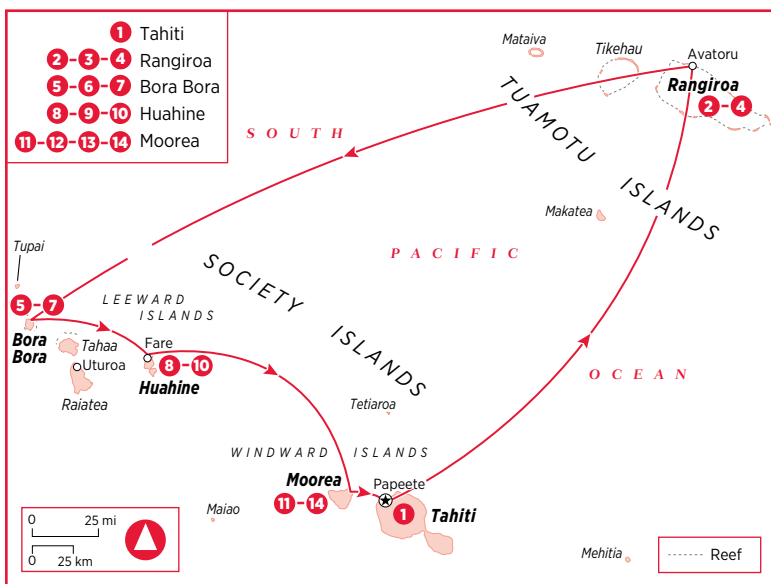 1 Tahiti
2 - 3 - 4 Rangiroa
5 - 6 - 7 Bora Bora
8 - 9 - 10 Huahine
11 - 12 - 13 - 14 Moorea
Mataiva
Tikehau
Avatoru
Rangiroa
2 - 4
TUAMOTU ISLANDS
SOUTH
PACIFIC
OCEAN
Makatea
Tupai
5 - 7
LEEWARD
ISLANDS
SOCIETY ISLANDS
Bora
Bora
Tahaa
Uturoa
Raiatea
Fare
8 - 10
Huahine
Tetiaroa
WINDWARD ISLANDS
Moorea
11 - 14
Papeete
1
Tahiti
Maiao
Mehitia
0 25 mi
0 25 km
Reef